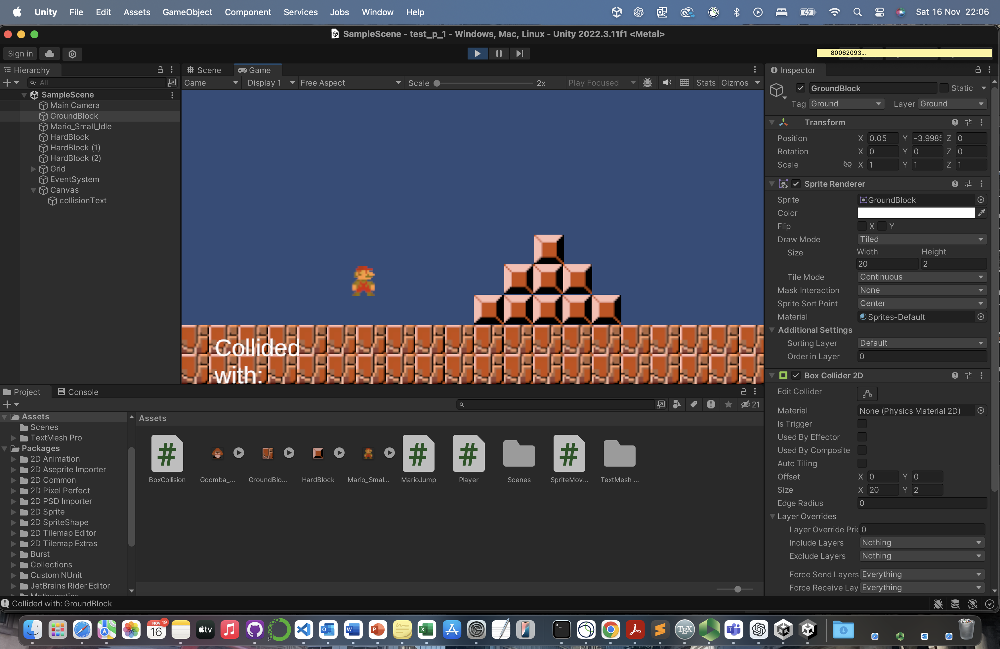 Unity File Edit Assets GameObject Component Services Jobs Window Help Sat 16 Nov 22:06
SampleScene - test_p_1 - Windows, Mac, Linux - Unity 2022.3.11f1 <Metal>
Sign in
80062093...
Hierarchy
All
SampleScene
Main Camera
GroundBlock
Mario_Small_Idle
HardBlock
HardBlock (1)
HardBlock (2)
Grid
EventSystem
Canvas
collisionText
Scene Game
Game Display 1 Free Aspect Scale 2x Play Focused Stats Gizmos
Collided
with:
Inspector
GroundBlock Static
Tag Ground Layer Ground
Transform
Position X 0.05 Y -3.9985 Z 0
Rotation X 0 Y 0 Z 0
Scale X 1 Y 1 Z 1
Sprite Renderer
Sprite GroundBlock
Color
Flip X Y
Draw Mode Tiled
Size Width Height
20 2
Tile Mode Continuous
Mask Interaction None
Sprite Sort Point Center
Material Sprites-Default
Additional Settings
Sorting Layer Default
Order in Layer 0
Box Collider 2D
Edit Collider
Material None (Physics Material 2D)
Is Trigger
Used By Effector
Used By Composite
Auto Tiling
Offset X 0 Y 0
Size X 20 Y 2
Edge Radius 0
Layer Overrides
Layer Override Pric 0
Include Layers Nothing
Exclude Layers Nothing
Force Send Layers Everything
Force Receive Lay Everything
Project Console
21
Assets
Scenes
TextMesh Pro
Packages
2D Animation
2D Aseprite Importer
2D Common
2D Pixel Perfect
2D PSD Importer
2D Sprite
2D SpriteShape
2D Tilemap Editor
2D Tilemap Extras
Burst
Collections
Custom NUnit
JetBrains Rider Editor
Mathematics
Assets
BoxCollision Goomba_... GroundBlo... HardBlock Mario_Smal... MarioJump Player Scenes SpriteMov... TextMesh ...
Collided with: GroundBlock
NOV 19
16
tv
TEX